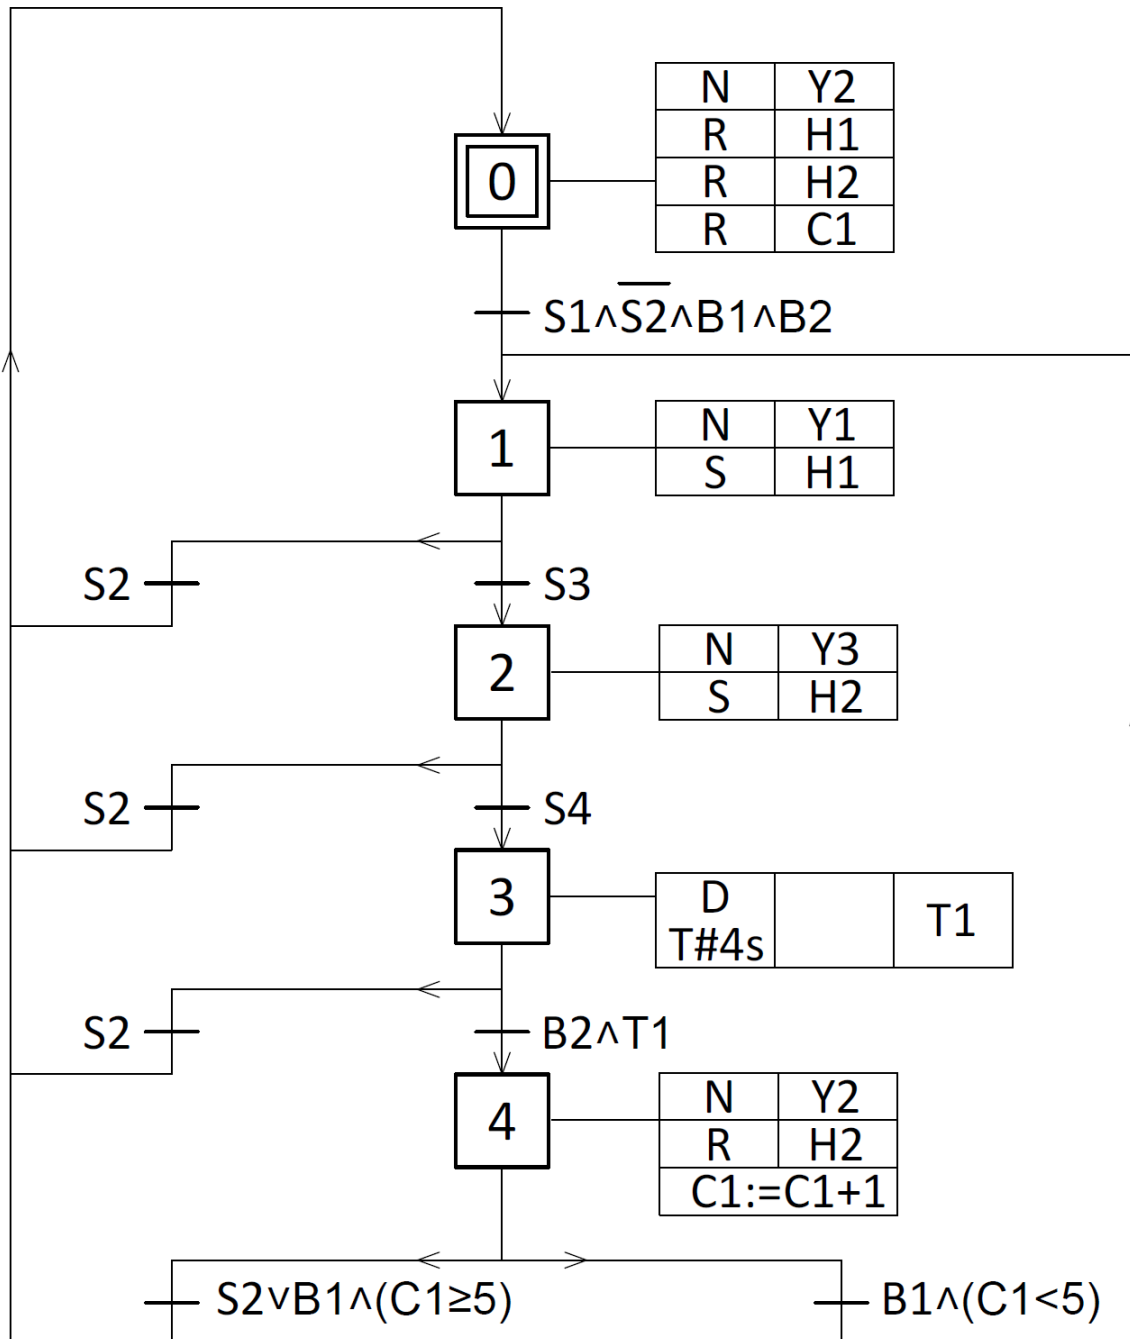 N Y2
R H1
0
R H2
R C1
S1∧S̅2̅∧B1∧B2
1
N Y1
S H1
S2
S3
2
N Y3
S H2
S2
S4
3
D
T#4s
T1
S2
B2∧T1
4
N Y2
R H2
C1:=C1+1
S2∨B1∧(C1≥5)
B1∧(C1<5)